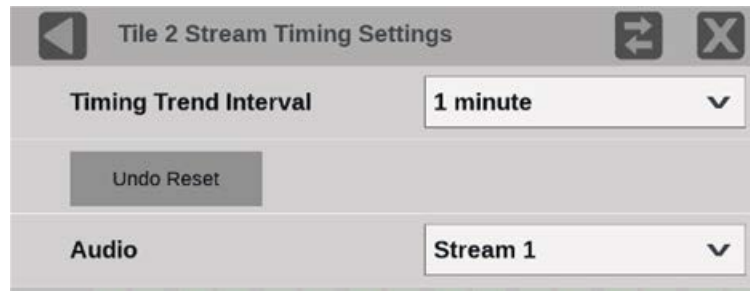 Tile 2 Stream Timing Settings
Timing Trend Interval 1 minute
Undo Reset
Audio Stream 1